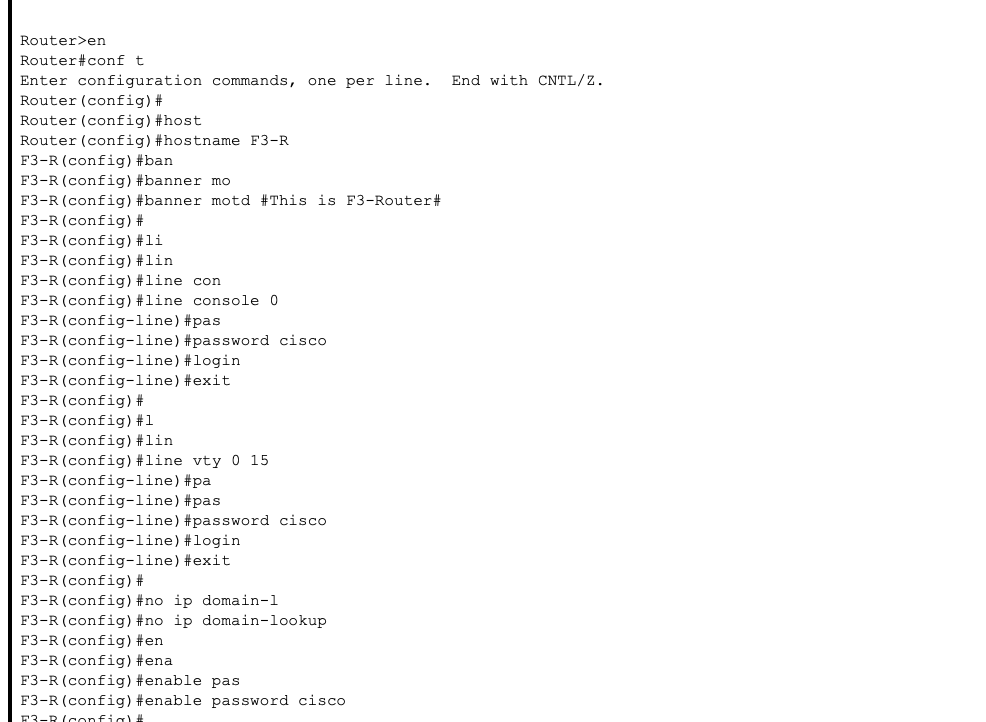 Router>en
Router#conf t
Enter configuration commands, one per line.  End with CNTL/Z.
Router(config)#
Router(config)#host
Router(config)#hostname F3-R
F3-R(config)#ban
F3-R(config)#banner mo
F3-R(config)#banner motd #This is F3-Router#
F3-R(config)#
F3-R(config)#li
F3-R(config)#lin
F3-R(config)#line con
F3-R(config)#line console 0
F3-R(config-line)#pas
F3-R(config-line)#password cisco
F3-R(config-line)#login
F3-R(config-line)#exit
F3-R(config)#
F3-R(config)#l
F3-R(config)#lin
F3-R(config)#line vty 0 15
F3-R(config-line)#pa
F3-R(config-line)#pas
F3-R(config-line)#password cisco
F3-R(config-line)#login
F3-R(config-line)#exit
F3-R(config)#
F3-R(config)#no ip domain-l
F3-R(config)#no ip domain-lookup
F3-R(config)#en
F3-R(config)#ena
F3-R(config)#enable pas
F3-R(config)#enable password cisco
F3-R(config)#